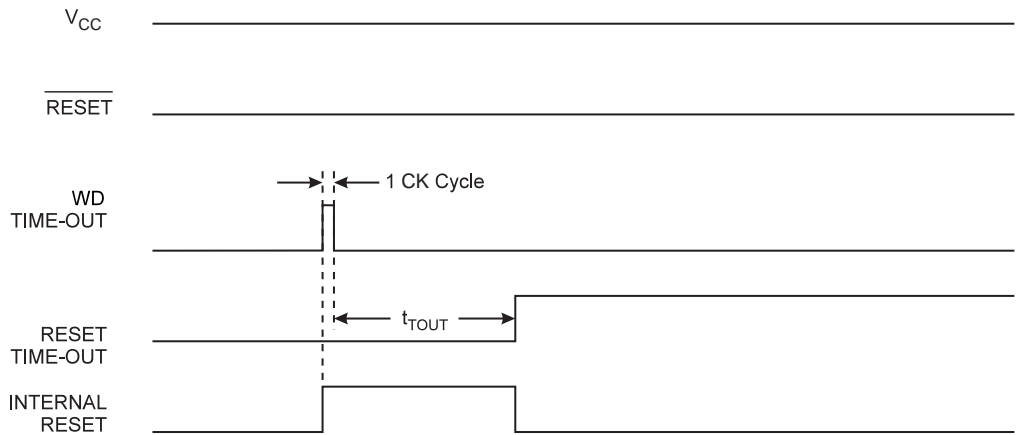 VCC
RESET
1 CK Cycle
WD
TIME-OUT
tTOUT
RESET
TIME-OUT
INTERNAL
RESET